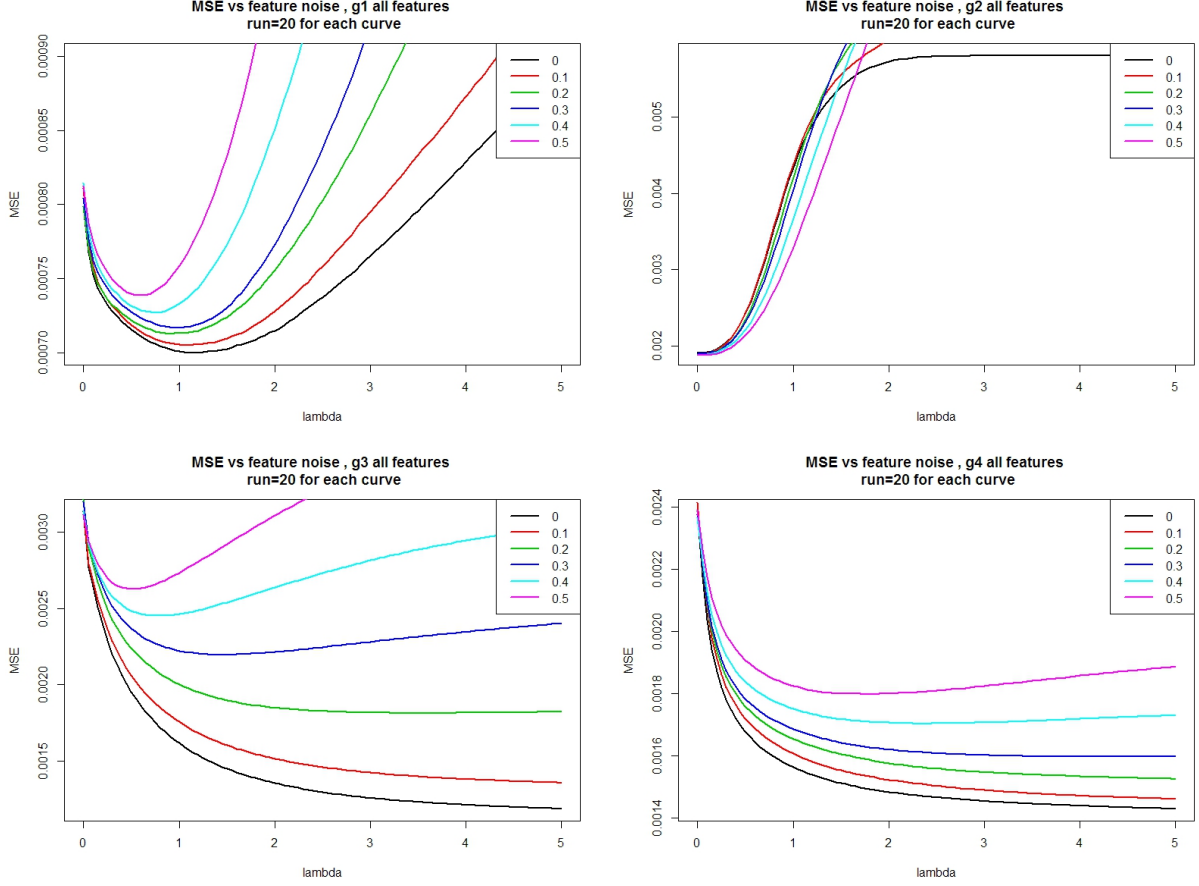 MSE vs feature noise , g1 all features
run=20 for each curve
MSE
0.00090
0.00085
0.00080
0.00075
0.00070
0
0.1
0.2
0.3
0.4
0.5
0 1 2 3 4 5
lambda
MSE vs feature noise , g2 all features
run=20 for each curve
MSE
0.005
0.004
0.003
0.002
0
0.1
0.2
0.3
0.4
0.5
0 1 2 3 4 5
lambda
MSE vs feature noise , g3 all features
run=20 for each curve
MSE
0.0030
0.0025
0.0020
0.0015
0
0.1
0.2
0.3
0.4
0.5
0 1 2 3 4 5
lambda
MSE vs feature noise , g4 all features
run=20 for each curve
MSE
0.0024
0.0022
0.0020
0.0018
0.0016
0.0014
0
0.1
0.2
0.3
0.4
0.5
0 1 2 3 4 5
lambda